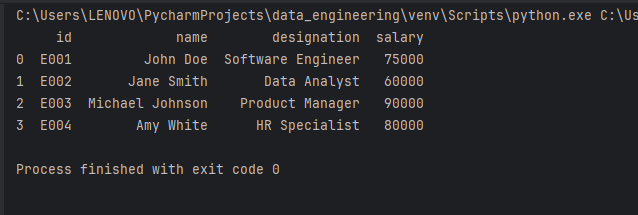 C:\Users\LENOVO\PycharmProjects\data_engineering\venv\Scripts\python.exe C:\Us
id name designation salary
0 E001 John Doe Software Engineer 75000
1 E002 Jane Smith Data Analyst 60000
2 E003 Michael Johnson Product Manager 90000
3 E004 Amy White HR Specialist 80000
Process finished with exit code 0